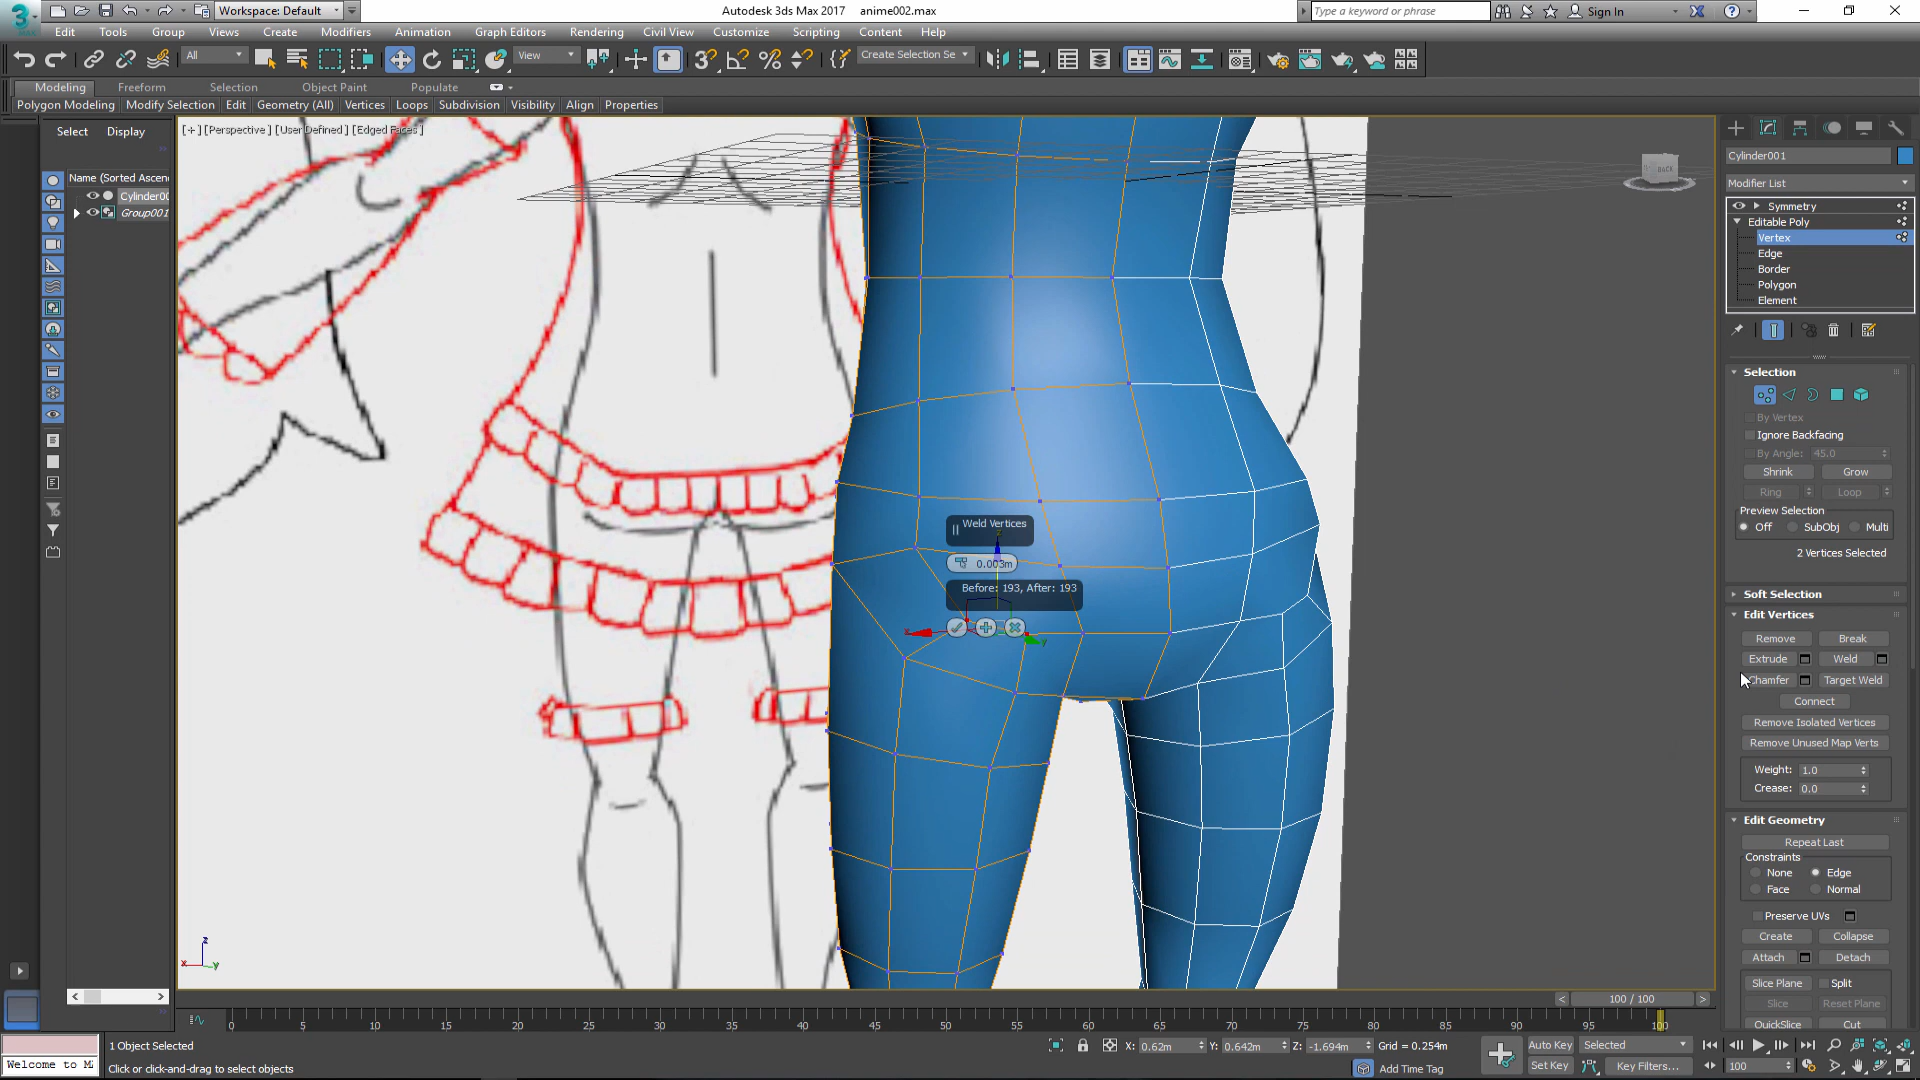 Workspace: Default
Autodesk 3ds Max 2017    anime002.max
Type a keyword or phrase
Sign In
Edit Tools Group Views Create Modifiers Animation Graph Editors Rendering Civil View Customize Scripting Content Help
All
View
Create Selection Se
Modeling Freeform Selection Object Paint Populate
Polygon Modeling Modify Selection Edit Geometry (All) Vertices Loops Subdivision Visibility Align Properties
Select Display
[+] [Perspective] [User Defined] [Edged Faces]
Name (Sorted Ascen
Cylinder00
Group001
BACK
Weld Vertices
0.003m
Before: 193, After: 193
x
y
z
x
y
Cylinder001
Modifier List
Symmetry
Editable Poly
Vertex
Edge
Border
Polygon
Element
Selection
By Vertex
Ignore Backfacing
By Angle: 45.0
Shrink Grow
Ring Loop
Preview Selection
Off SubObj Multi
2 Vertices Selected
Soft Selection
Edit Vertices
Remove Break
Extrude Weld
Chamfer Target Weld
Connect
Remove Isolated Vertices
Remove Unused Map Verts
Weight: 1.0
Crease: 0.0
Edit Geometry
Repeat Last
Constraints
None Edge
Face Normal
Preserve UVs
Create Collapse
Attach Detach
Slice Plane Split
Slice Reset Plane
QuickSlice Cut
< 100 / 100 >
0 5 10 15 20 25 30 35 40 45 50 55 60 65 70 75 80 85 90 95 100
1 Object Selected
X: 0.62m Y: 0.642m Z: -1.694m Grid = 0.254m
Auto Key Selected
Welcome to M
Click or click-and-drag to select objects
Add Time Tag
Set Key Key Filters...
100